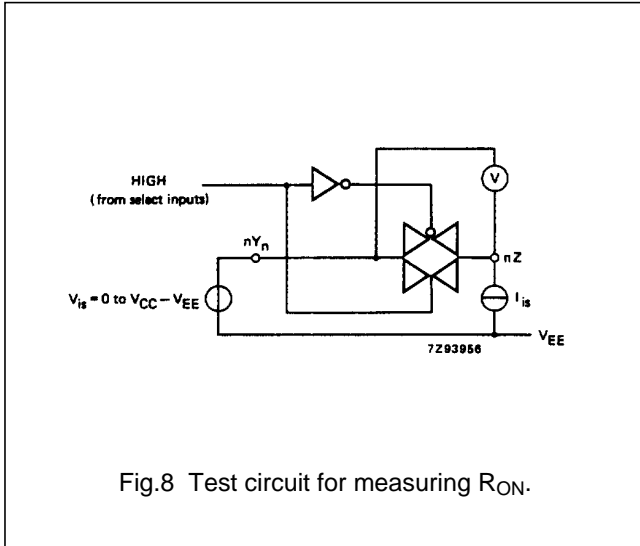 HIGH
(from select inputs)
V
nYn
nZ
Vis = 0 to VCC – VEE
Iis
7Z93956
VEE
Fig.8 Test circuit for measuring RON.